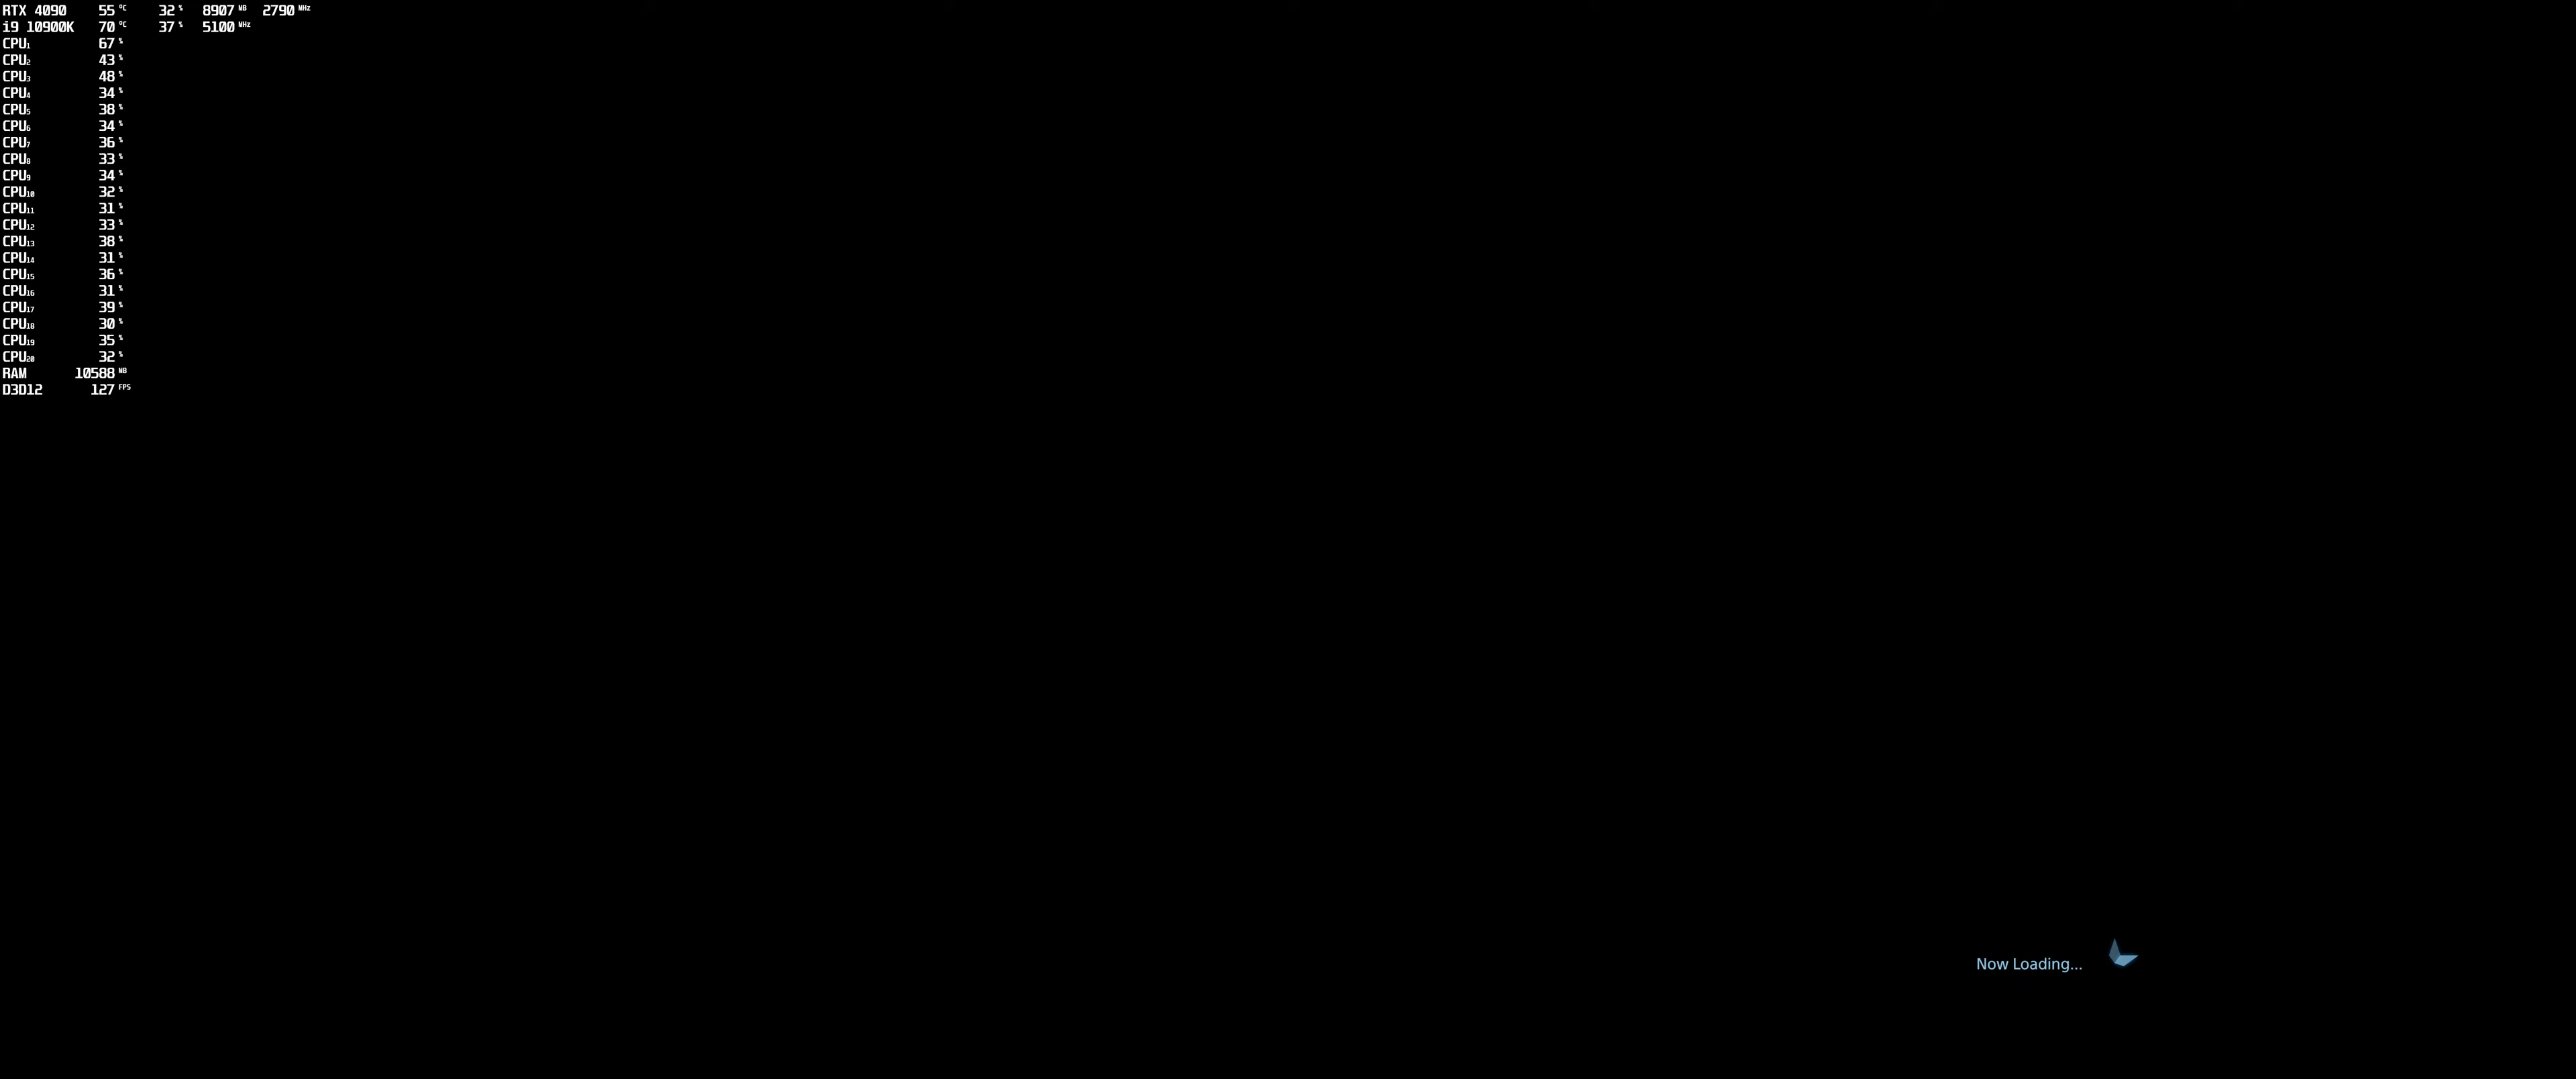 RTX 4090 55 °C 32 % 8907 MB 2790 MHz
i9 10900K 70 °C 37 % 5100 MHz
CPU1 67 %
CPU2 43 %
CPU3 48 %
CPU4 34 %
CPU5 38 %
CPU6 34 %
CPU7 36 %
CPU8 33 %
CPU9 34 %
CPU10 32 %
CPU11 31 %
CPU12 33 %
CPU13 38 %
CPU14 31 %
CPU15 36 %
CPU16 31 %
CPU17 39 %
CPU18 30 %
CPU19 35 %
CPU20 32 %
RAM 10588 MB
D3D12 127 FPS
Now Loading...